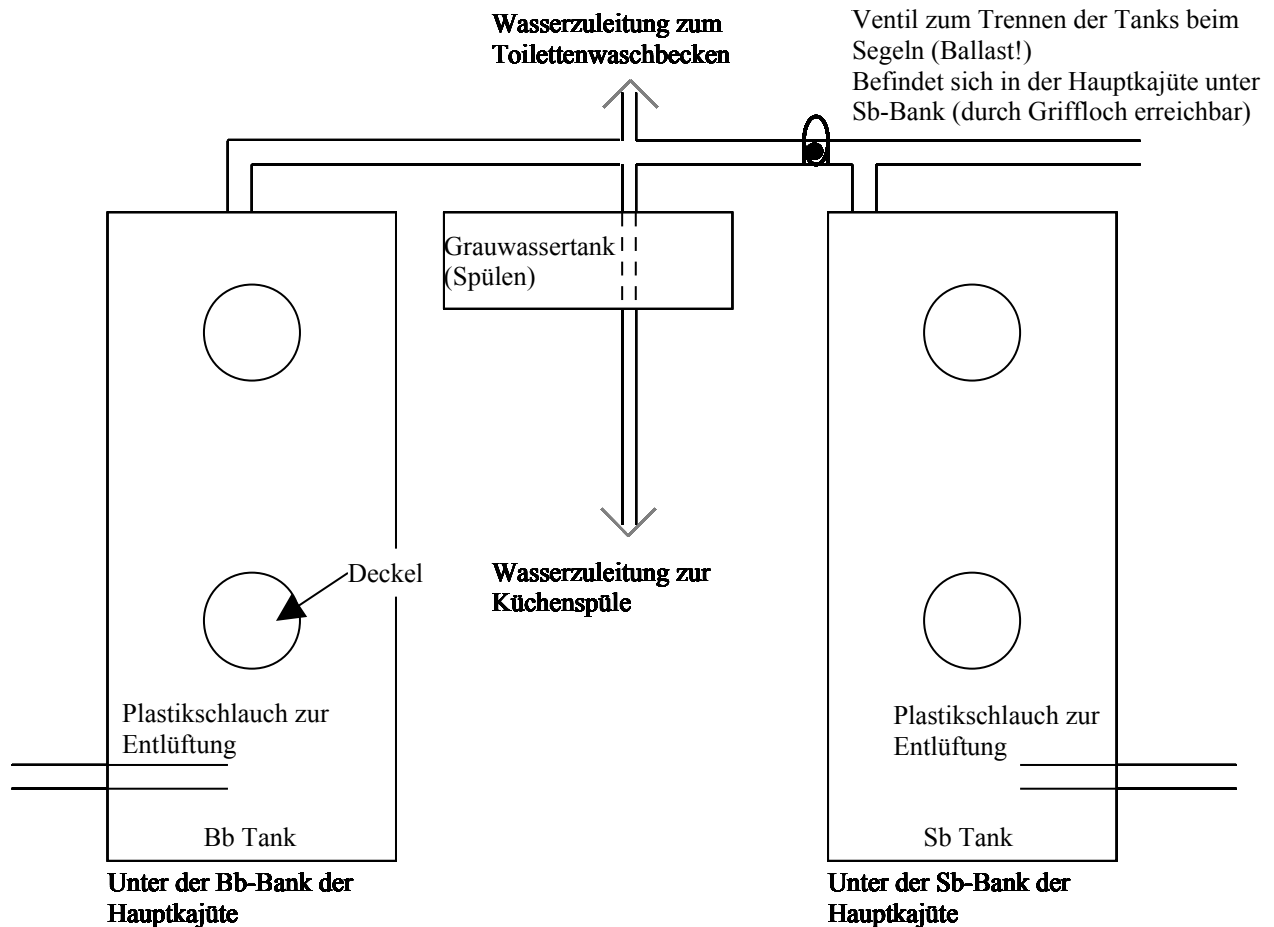 Wasserzuleitung zum
Toilettenwaschbecken
Ventil zum Trennen der Tanks beim
Segeln (Ballast!)
Befindet sich in der Hauptkajüte unter
Sb-Bank (durch Griffloch erreichbar)
Grauwassertank
(Spülen)
Deckel
Wasserzuleitung zur
Küchenspüle
Plastikschlauch zur
Entlüftung
Plastikschlauch zur
Entlüftung
Bb Tank
Sb Tank
Unter der Bb-Bank der
Hauptkajüte
Unter der Sb-Bank der
Hauptkajüte